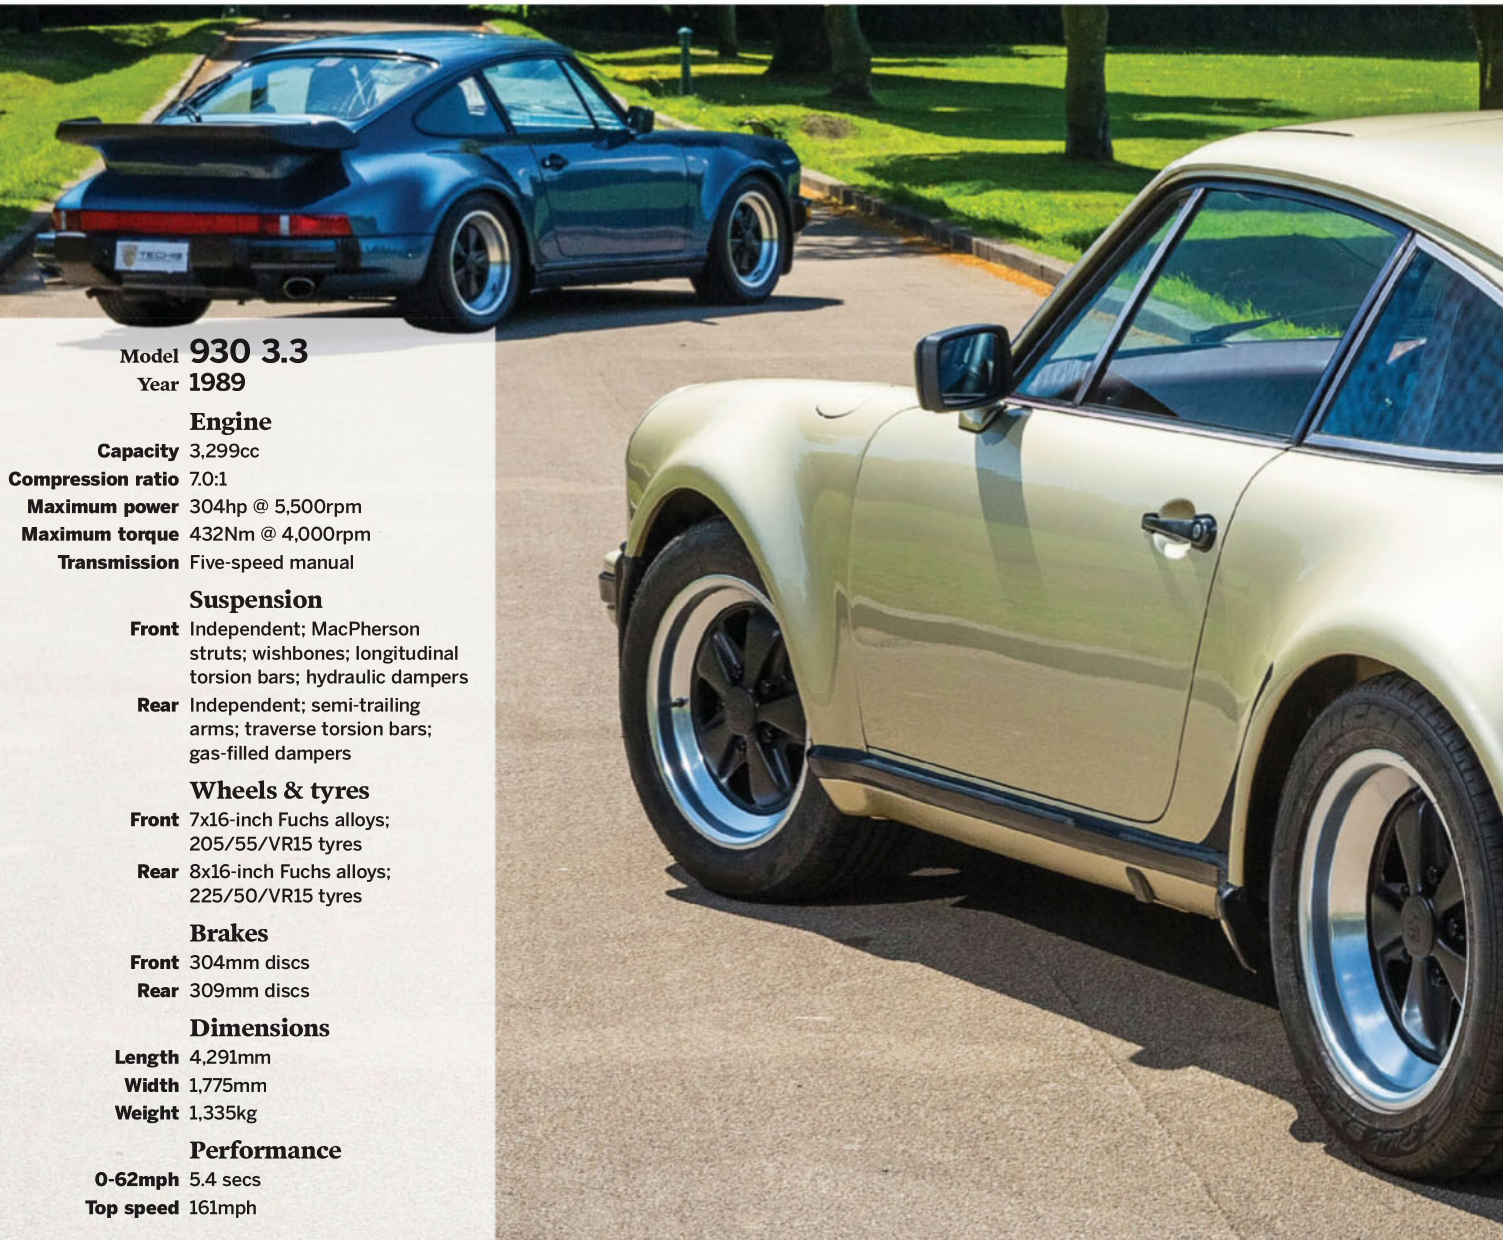 TECH9
Model 930 3.3
Year 1989
Engine
Capacity 3,299cc
Compression ratio 7.0:1
Maximum power 304hp @ 5,500rpm
Maximum torque 432Nm @ 4,000rpm
Transmission Five-speed manual
Suspension
Front Independent; MacPherson
struts; wishbones; longitudinal
torsion bars; hydraulic dampers
Rear Independent; semi-trailing
arms; traverse torsion bars;
gas-filled dampers
Wheels & tyres
Front 7x16-inch Fuchs alloys;
205/55/VR15 tyres
Rear 8x16-inch Fuchs alloys;
225/50/VR15 tyres
Brakes
Front 304mm discs
Rear 309mm discs
Dimensions
Length 4,291mm
Width 1,775mm
Weight 1,335kg
Performance
0-62mph 5.4 secs
Top speed 161mph